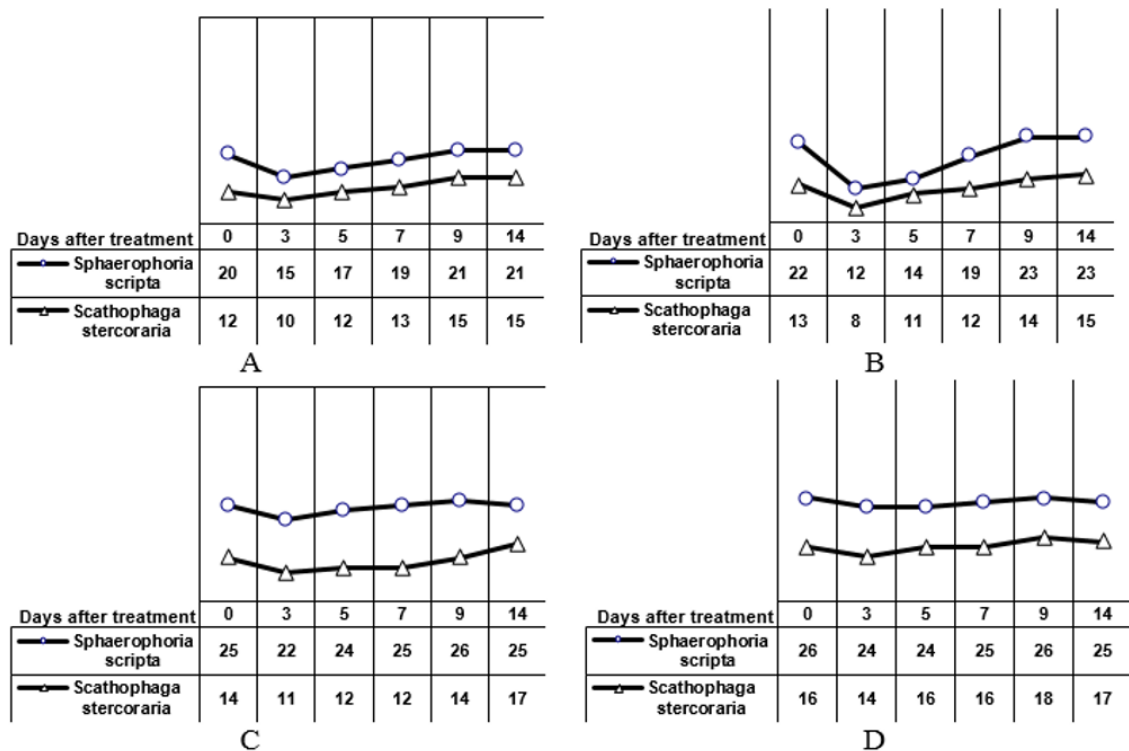 Days after treatment 0 3 5 7 9 14
Sphaerophoria
scripta 20 15 17 19 21 21
Scathophaga
stercoraria 12 10 12 13 15 15
A
Days after treatment 0 3 5 7 9 14
Sphaerophoria
scripta 22 12 14 19 23 23
Scathophaga
stercoraria 13 8 11 12 14 15
B
Days after treatment 0 3 5 7 9 14
Sphaerophoria
scripta 25 22 24 25 26 25
Scathophaga
stercoraria 14 11 12 12 14 17
C
Days after treatment 0 3 5 7 9 14
Sphaerophoria
scripta 26 24 24 25 26 25
Scathophaga
stercoraria 16 14 16 16 18 17
D